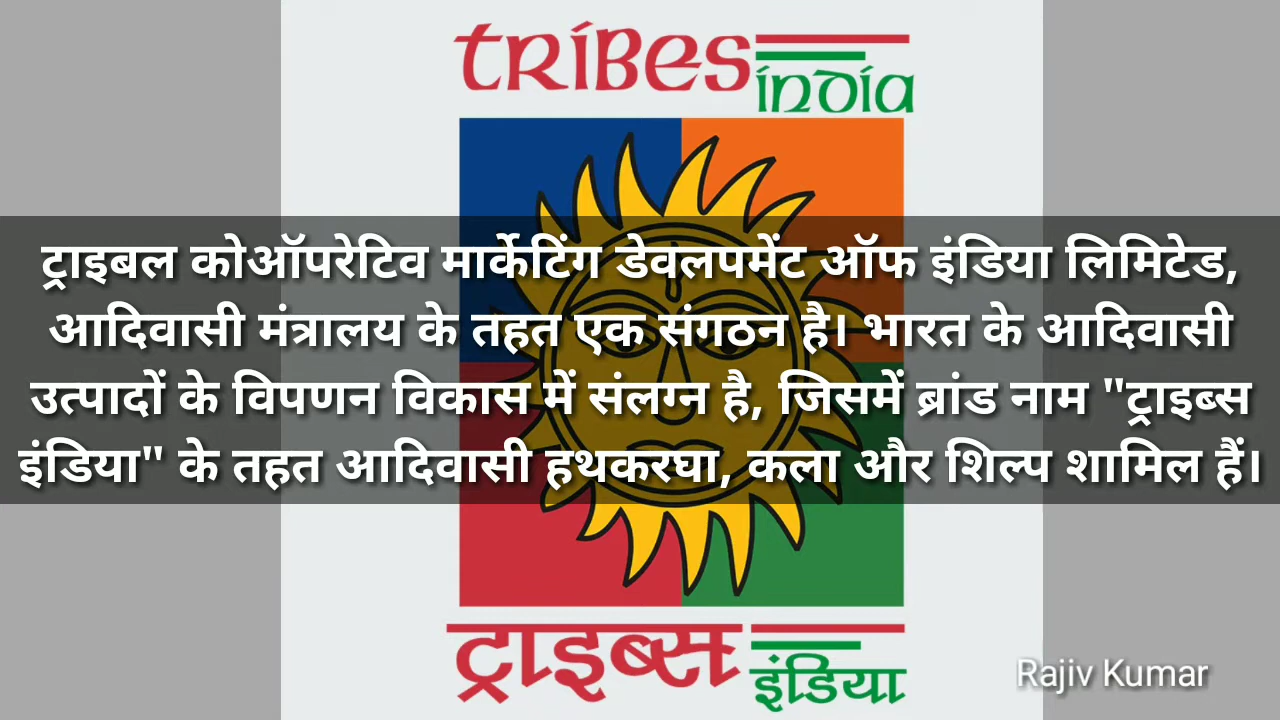 TRIBES
india
ट्राइबल कोऑपरेटिव मार्केटिंग डेवलपमेंट ऑफ इंडिया लिमिटेड,
आदिवासी मंत्रालय के तहत एक संगठन है। भारत के आदिवासी
उत्पादों के विपणन विकास में संलग्न है, जिसमें ब्रांड नाम "ट्राइब्स
इंडिया" के तहत आदिवासी हथकरघा, कला और शिल्प शामिल हैं।
ट्राइब्स
इंडिया
Rajiv Kumar